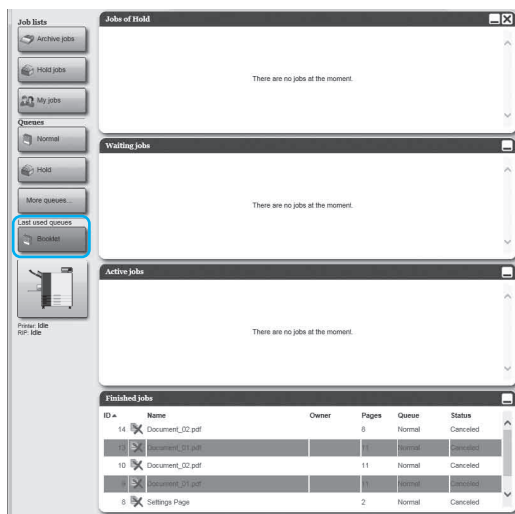 Job lists
Archive jobs
Hold jobs
My jobs
Queues
Normal
Hold
More queues...
Last used queues
Booklet
Printer: Idle
RIP: Idle
Jobs of Hold
There are no jobs at the moment.
Waiting jobs
There are no jobs at the moment.
Active jobs
There are no jobs at the moment.
Finished jobs
ID Name Owner Pages Queue Status
14 Document_02.pdf 6 Normal Canceled
13 Document_01.pdf 11 Normal Canceled
10 Document_02.pdf 11 Normal Canceled
9 Document_01.pdf 11 Normal Canceled
8 Settings Page 2 Normal Canceled